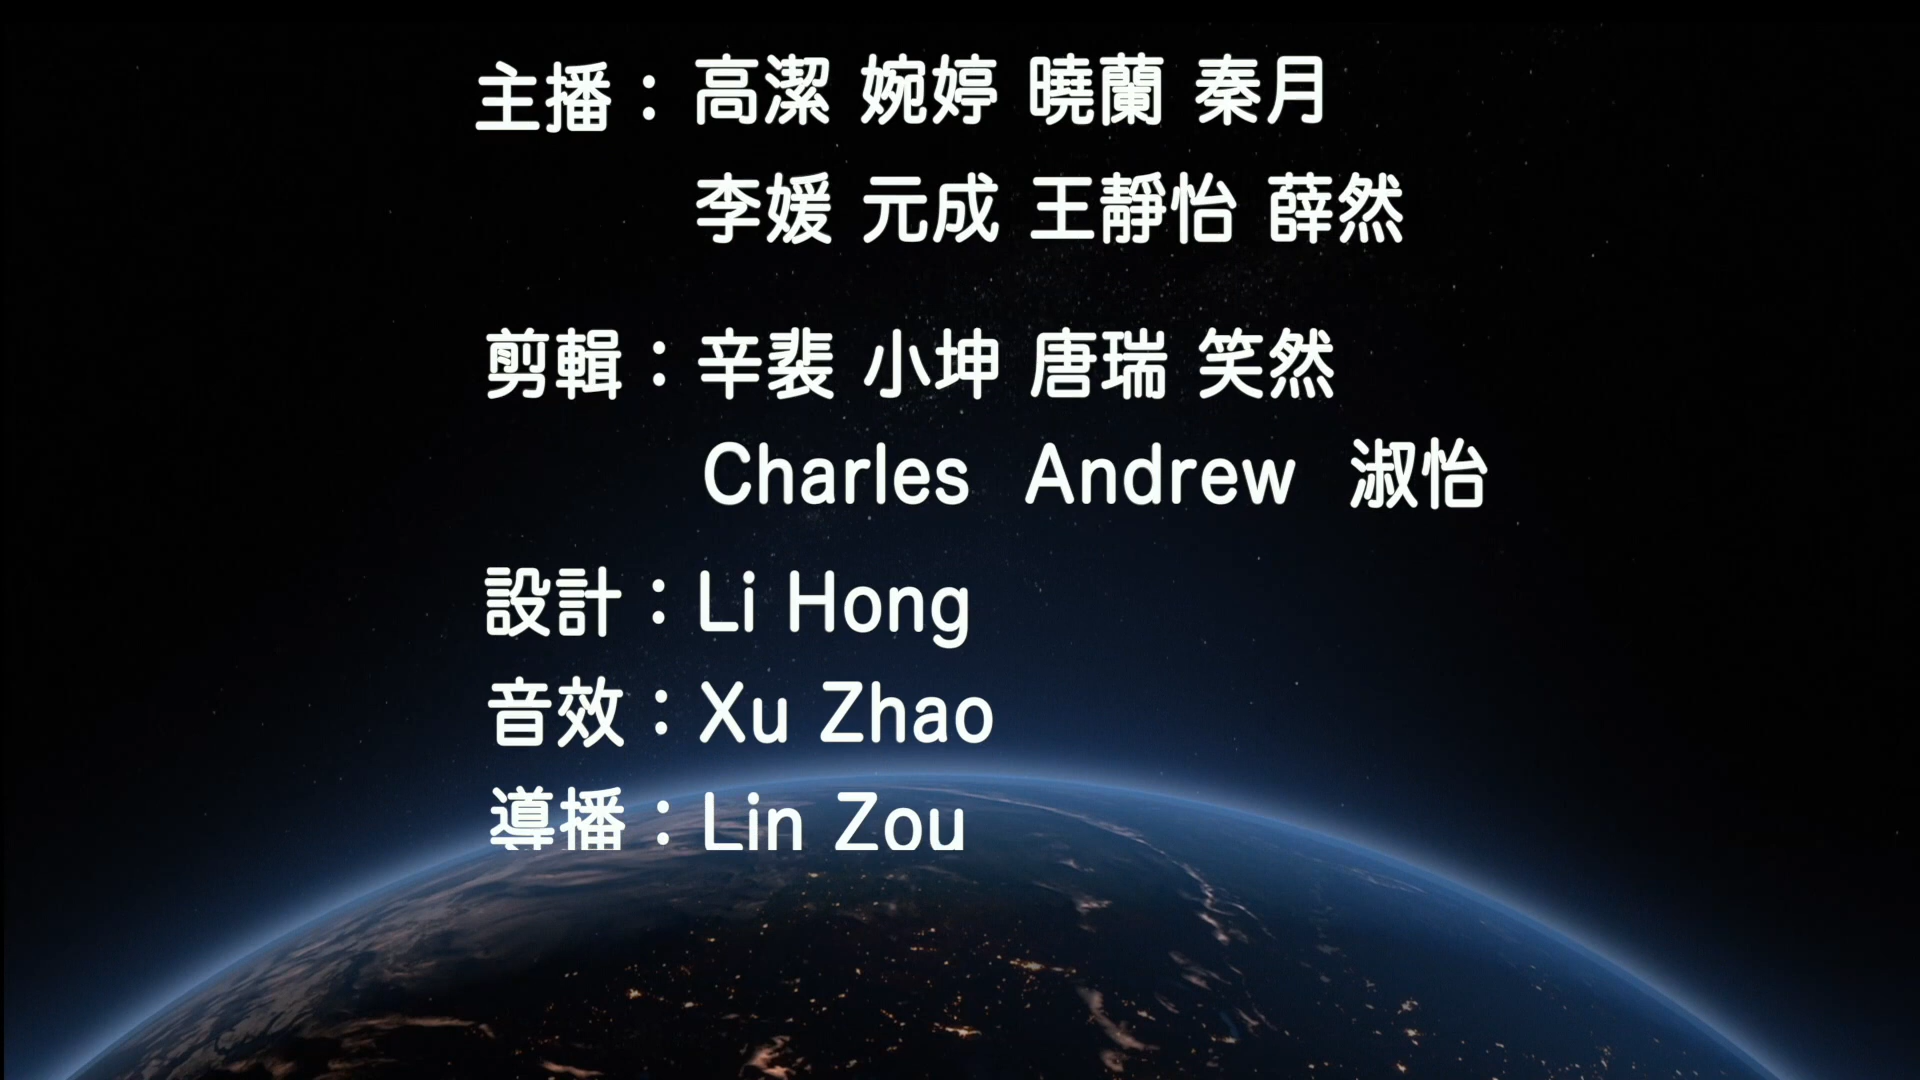 主播：高潔 婉婷 曉蘭 秦月
李媛 元成 王靜怡 薛然
剪輯：辛裴 小坤 唐瑞 笑然
Charles Andrew 淑怡
設計：Li Hong
音效：Xu Zhao
導播：Lin Zou